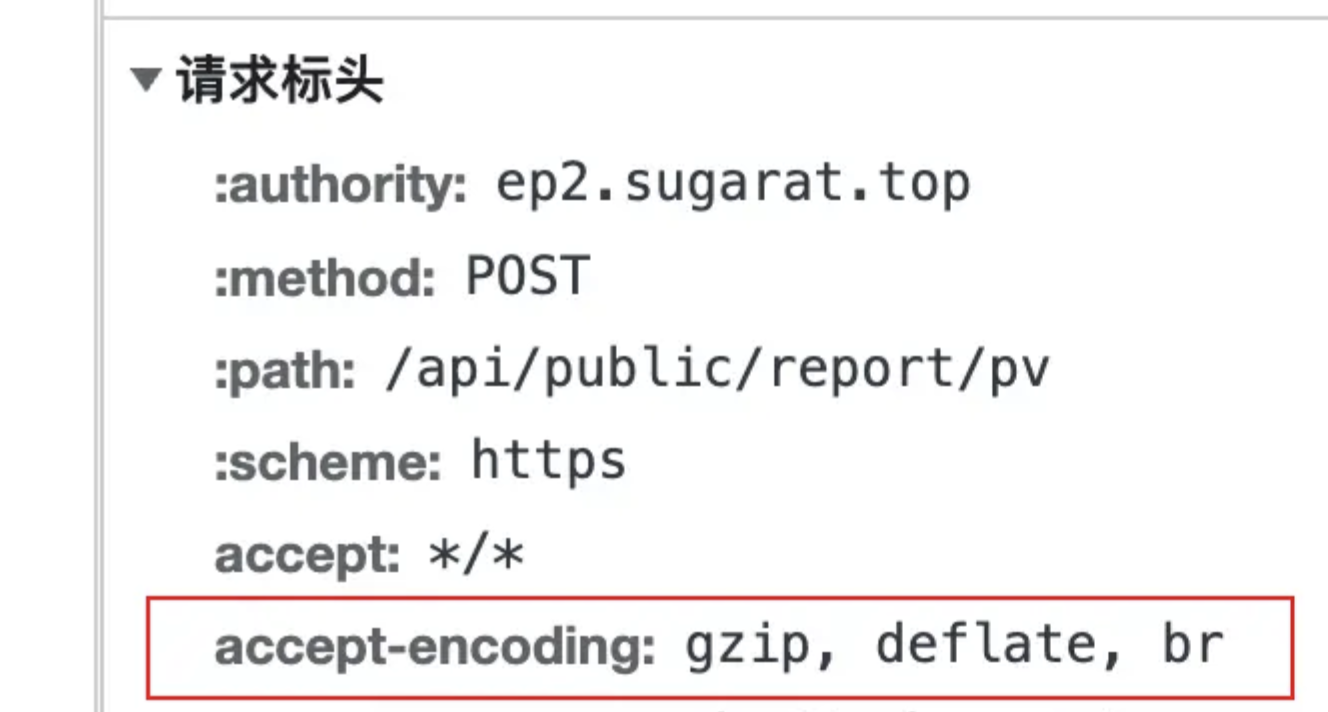 请求标头
:authority: ep2.sugarat.top
:method: POST
:path: /api/public/report/pv
:scheme: https
accept: */*
accept-encoding: gzip, deflate, br